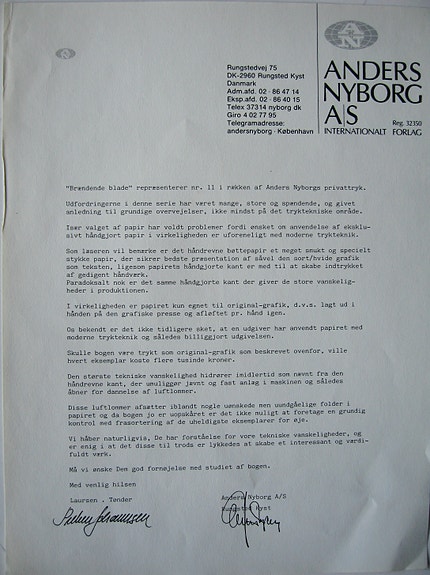 AN
Rungstedvej 75
DK-2960 Rungsted Kyst
Danmark
Adm.afd. 02 - 86 47 14
Eksp.afd. 02 - 86 40 15
Telex 37314 nyborg dk
Giro 4 02 77 95
Telegramadresse:
andersnyborg · København
ANDERS
NYBORG
A|S
Reg. 32350
INTERNATIONALT FORLAG
"Brændende blade" repræsenterer nr. 11 i rækken af Anders Nyborgs privattryk.
Udfordringerne i denne serie har været mange, store og spændende, og givet
anledning til grundige overvejelser, ikke mindst på det tryktekniske område.
Især valget af papir har voldt problemer fordi ønsket om anvendelse af eksklu-
sivt håndgjort papir i virkeligheden er uforeneligt med moderne trykteknik.
Som læseren vil bemærke er det håndrevne bøttepapir et meget smukt og specielt
stykke papir, der sikrer bedste præsentation af såvel den sort/hvide grafik
som teksten, ligesom papirets håndgjorte kant er med til at skabe indtrykket
af gedigent håndværk.
Paradoksalt nok er det samme håndgjorte kant der giver de store vanskelig-
heder i produktionen.
I virkeligheden er papiret kun egnet til original-grafik, d.v.s. lagt ud i
hånden på den grafiske presse og afløftet pr. hånd igen.
Os bekendt er det ikke tidligere sket, at en udgiver har anvendt papiret med
moderne trykteknik og således billiggjort udgivelsen.
Skulle bogen være trykt som original-grafik som beskrevet ovenfor, ville
hvert eksemplar koste flere tusinde kroner.
Den største tekniske vanskelighed hidrører imidlertid som nævnt fra den
håndrevne kant, der umuliggør jævnt og fast anlæg i maskinen og således
åbner for dannelse af luftlommer.
Disse luftlommer afsætter iblandt nogle uønskede men uundgåelige folder i
papiret og da bogen jo er uopskåret er det ikke muligt at foretage en grundig
kontrol med frasortering af de uheldigste eksemplarer for øje.
Vi håber naturligvis, De har forståelse for vore tekniske vanskeligheder, og
er enig i at det disse til trods er lykkedes at skabe et interessant og værdi-
fuldt værk.
Må vi ønske Dem god fornøjelse med studiet af bogen.
Med venlig hilsen
Laursen . Tønder
Anders Nyborg A/S
Rungsted Kyst